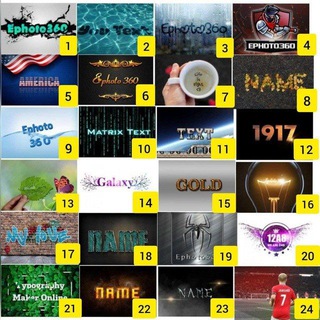 Ephoto360
1
Your Text
2
Ephoto360
3
EPHOTO360
4
AMERICA
5
Ephoto 360
6
7
NAME
8
Ephoto
360
9
MATRIX TEXT
10
TEXT
11
1917
12
13
Galaxy
14
GOLD
15
16
17
NAME
18
19
12AM
20
Typography
Maker Online
21
NAME
22
NAME
23
7
24